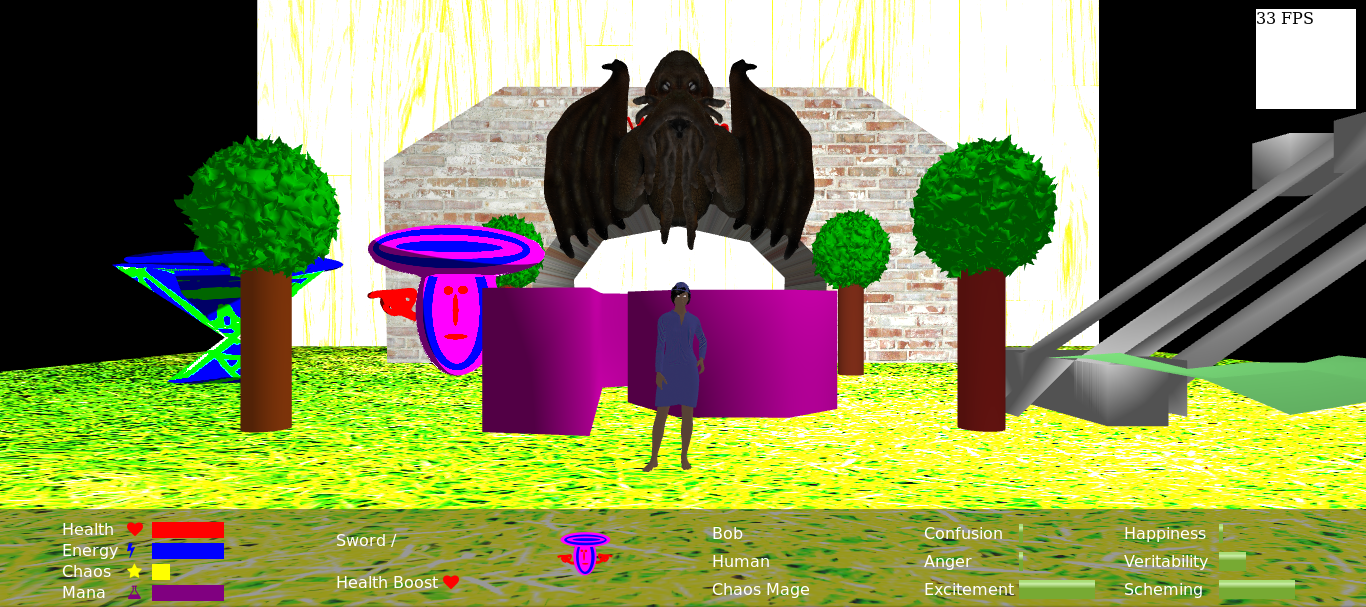 33 FPS
Health
Energy
Chaos
Mana
Sword /
Health Boost
Bob
Human
Chaos Mage
Confusion
Anger
Excitement
Happiness
Veritability
Scheming